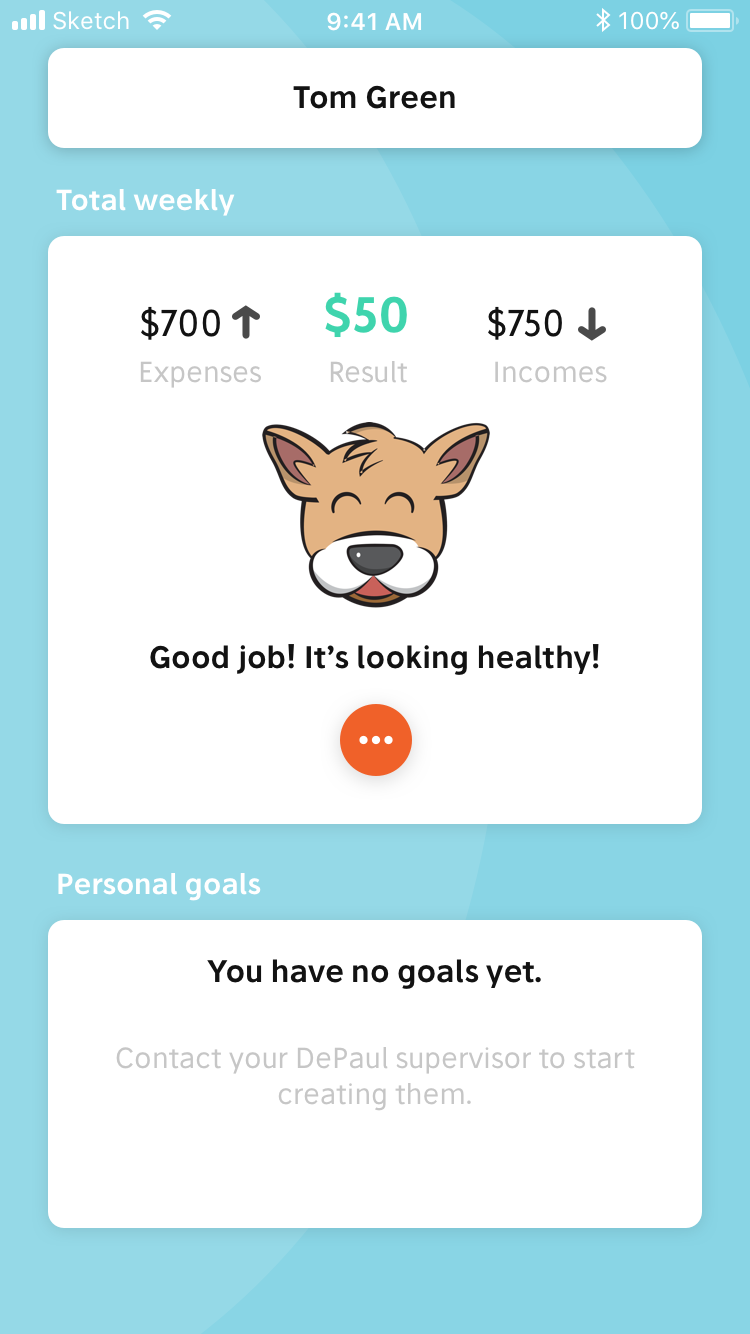 Sketch 9:41 AM 100%
Tom Green
Total weekly
$700 $50 $750
Expenses Result Incomes
Good job! It’s looking healthy!
Personal goals
You have no goals yet.
Contact your DePaul supervisor to start
creating them.